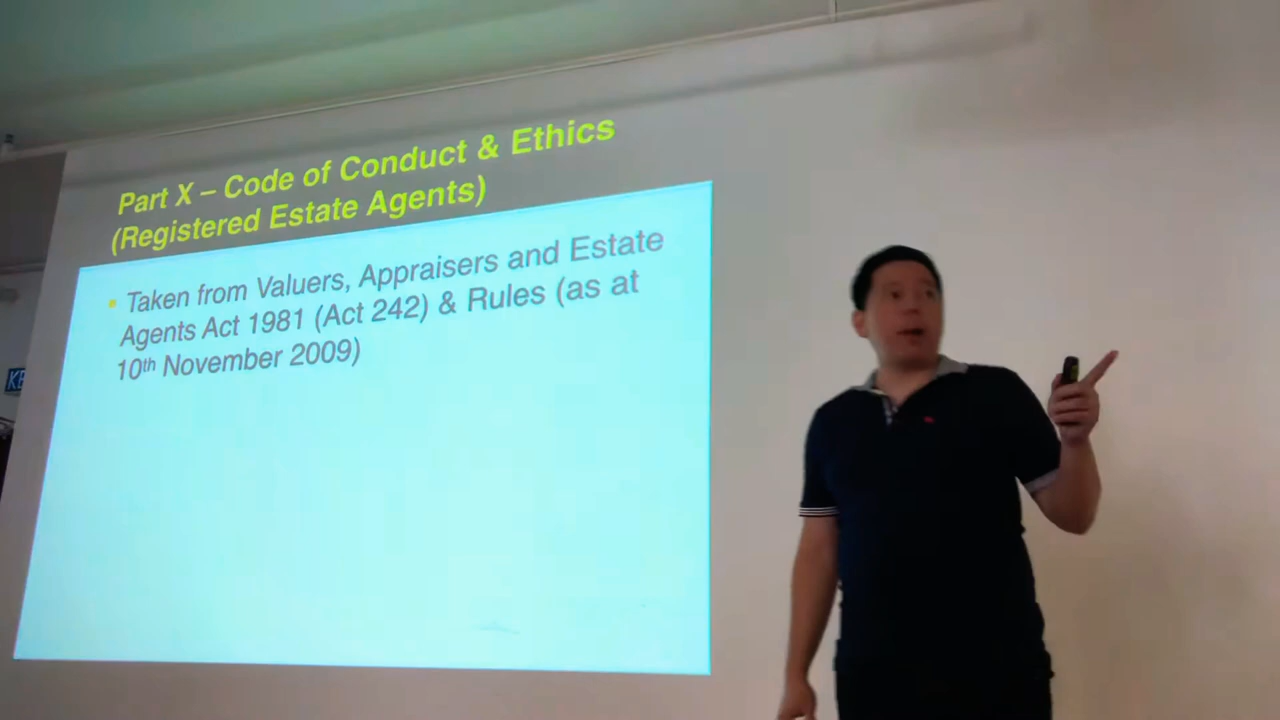 Part X – Code of Conduct & Ethics
(Registered Estate Agents)
• Taken from Valuers, Appraisers and Estate
Agents Act 1981 (Act 242) & Rules (as at
10th November 2009)